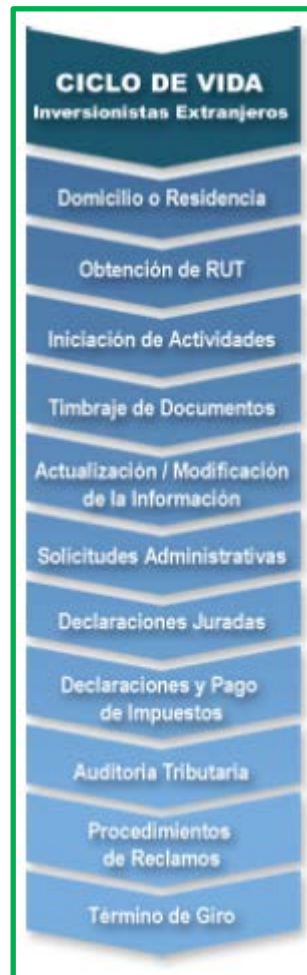 CICLO DE VIDA
Inversionistas Extranjeros
Domicilio o Residencia
Obtención de RUT
Iniciación de Actividades
Timbraje de Documentos
Actualización / Modificación
de la Información
Solicitudes Administrativas
Declaraciones Juradas
Declaraciones y Pago
de Impuestos
Auditoria Tributaria
Procedimientos
de Reclamos
Término de Giro